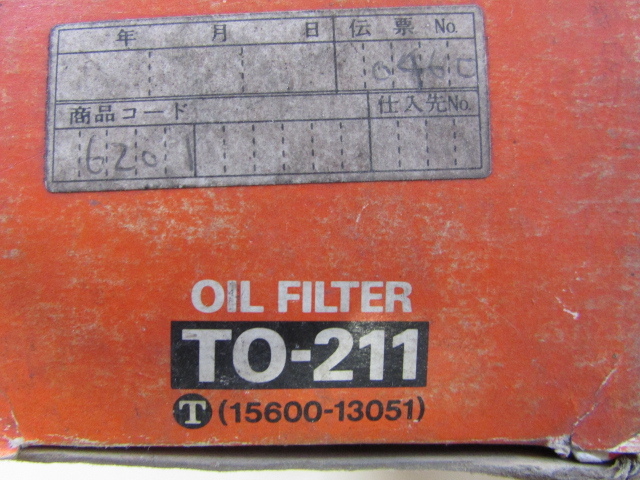 年 月 日 伝票 No.
0460
商品コード 仕入先No.
6201
OIL FILTER
TO-211
T (15600-13051)